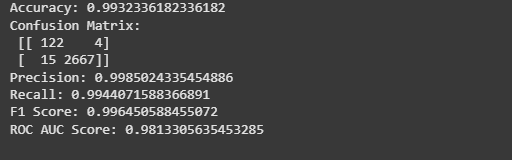 Accuracy: 0.9932336182336182
Confusion Matrix:
[[ 122    4]
[  15 2667]]
Precision: 0.9985024335454886
Recall: 0.9944071588366891
F1 Score: 0.996450588455072
ROC AUC Score: 0.9813305635453285